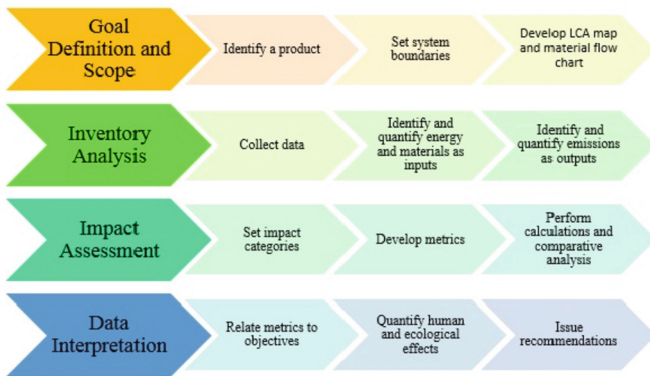 Goal
Definition and
Scope
Identify a product
Set system
boundaries
Develop LCA map
and material flow
chart
Inventory
Analysis
Collect data
Identify and
quantify energy
and materials as
inputs
Identify and
quantify emissions
as outputs
Impact
Assessment
Set impact
categories
Develop metrics
Perform
calculations and
comparative
analysis
Data
Interpretation
Relate metrics to
objectives
Quantify human
and ecological
effects
Issue
recommendations